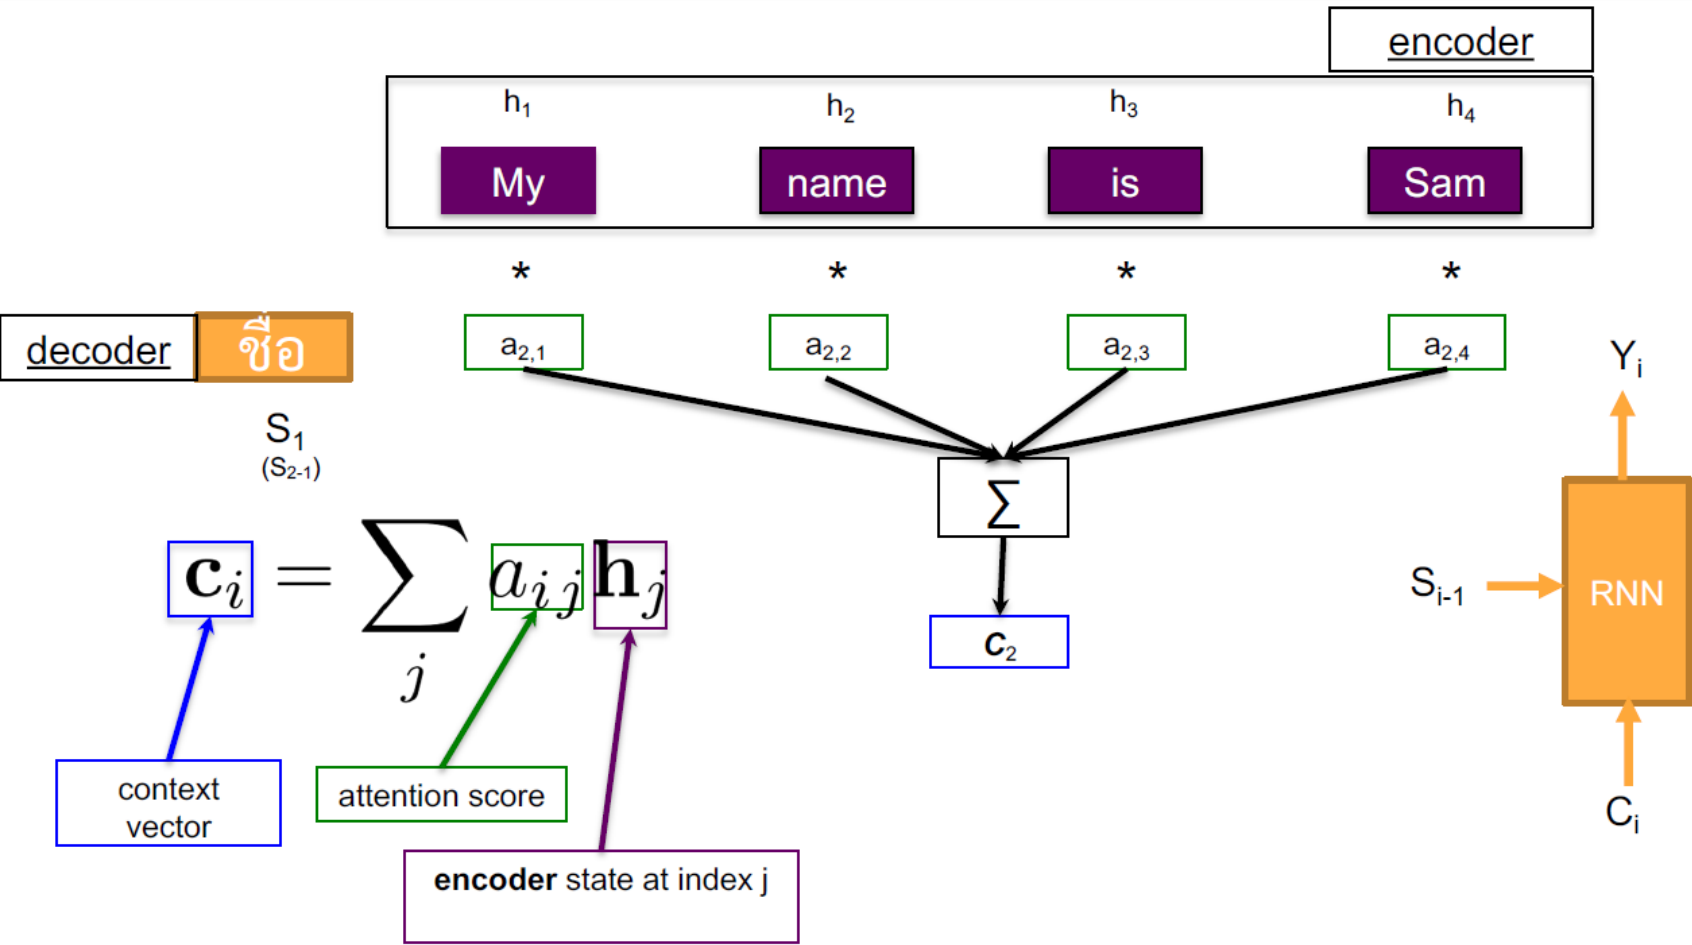 encoder
h₁ h₂ h₃ h₄
My name is Sam
* * * *
decoder ชื่อ a₂,₁ a₂,₂ a₂,₃ a₂,₄
Yᵢ
S₁
(S₂₋₁)
∑
cᵢ = ∑ⱼ aᵢⱼ hⱼ
Sᵢ₋₁ RNN
c₂
context
vector
attention score
Cᵢ
encoder state at index j